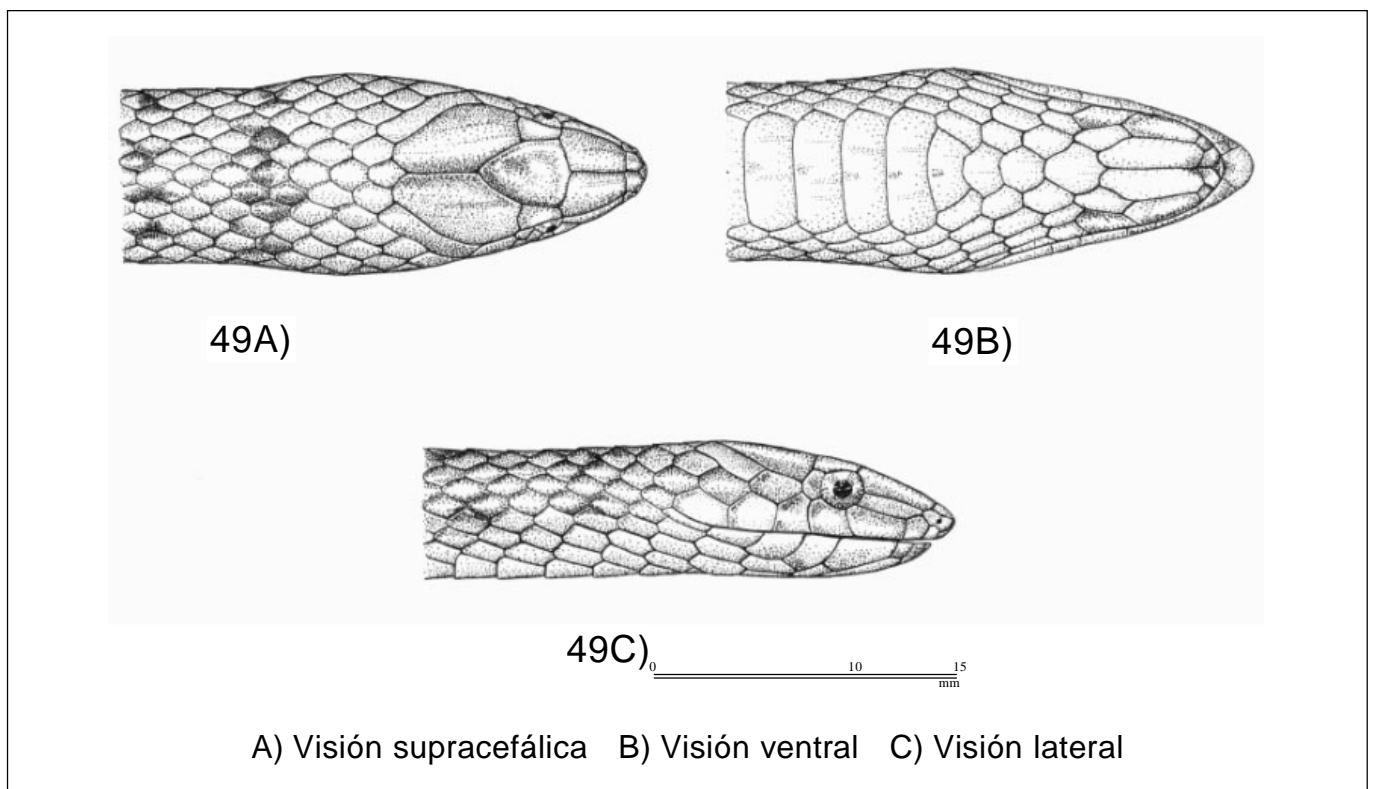 49A)
49B)
49C)
0 10 15
mm
A) Visión supracefálica B) Visión ventral C) Visión lateral